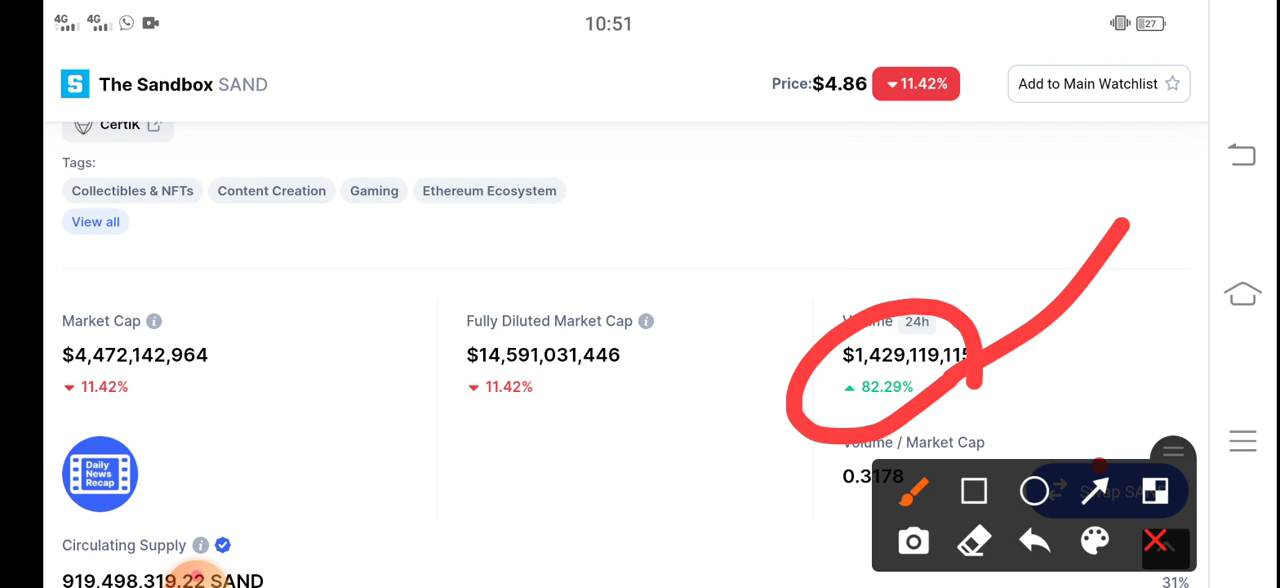 4G 4G 10:51 27
S The Sandbox SAND Price:$4.86 11.42% Add to Main Watchlist
CertiK
Tags:
Collectibles & NFTs Content Creation Gaming Ethereum Ecosystem
View all
Market Cap Fully Diluted Market Cap Volume 24h
$4,472,142,964 $14,591,031,446 $1,429,119,115
11.42% 11.42% 82.29%
Volume / Market Cap
0.3178
Daily
News
Recap
Circulating Supply
919,498,319.22 SAND
31%